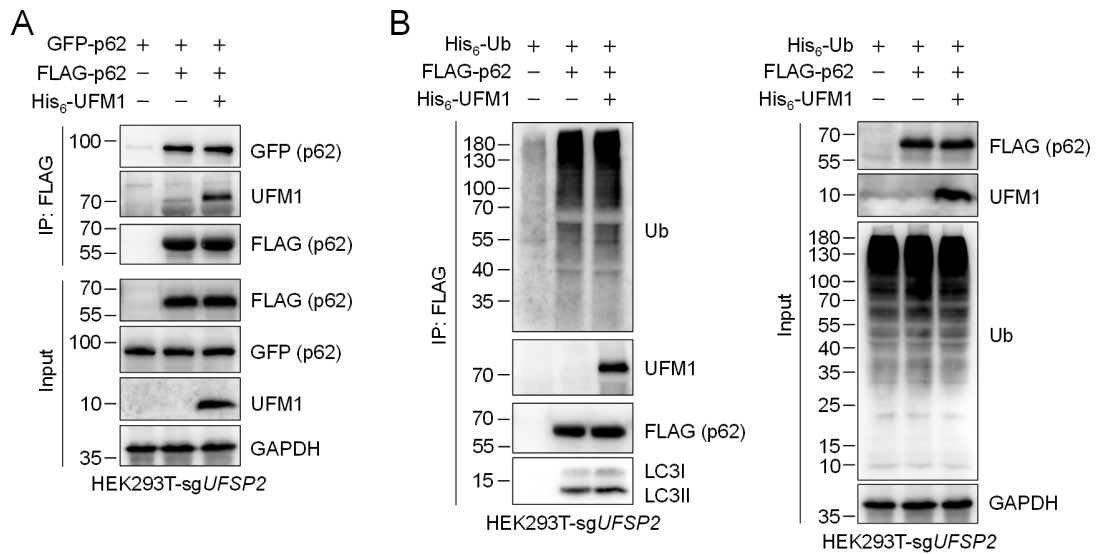 A
GFP-p62 + + +
FLAG-p62 – + +
His6-UFM1 – – +
IP: FLAG
100
GFP (p62)
70
UFM1
70
55
FLAG (p62)
Input
70
55
FLAG (p62)
100
GFP (p62)
10
UFM1
35
GAPDH
HEK293T-sgUFSP2
B
His6-Ub + + +
FLAG-p62 – + +
His6-UFM1 – – +
IP: FLAG
180
130
100
70
55
40
35
Ub
70
UFM1
70
55
FLAG (p62)
15
LC3I
LC3II
HEK293T-sgUFSP2
His6-Ub + + +
FLAG-p62 – + +
His6-UFM1 – – +
Input
70
55
FLAG (p62)
10
UFM1
180
130
100
70
55
40
35
25
15
10
Ub
35
GAPDH
HEK293T-sgUFSP2